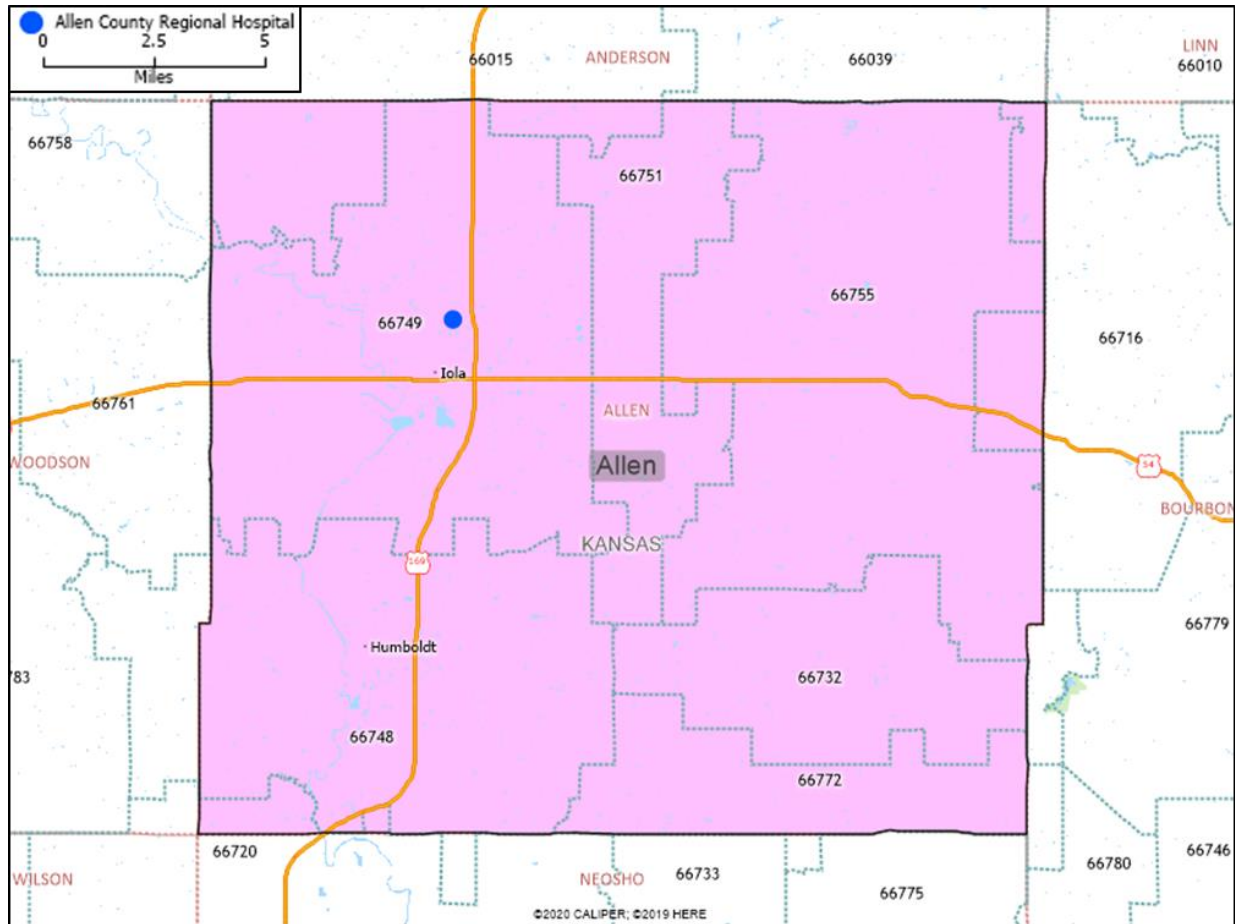 Allen County Regional Hospital
0 2.5 5
Miles
66015
ANDERSON
66039
LINN
66010
66758
66751
66755
66749
66716
Iola
66761
ALLEN
WOODSON
Allen
54
BOURBON
KANSAS
169
66779
Humboldt
66732
783
66748
66772
66720
66733
66780
66746
WILSON
NEOSHO
66775
©2020 CALIPER; ©2019 HERE